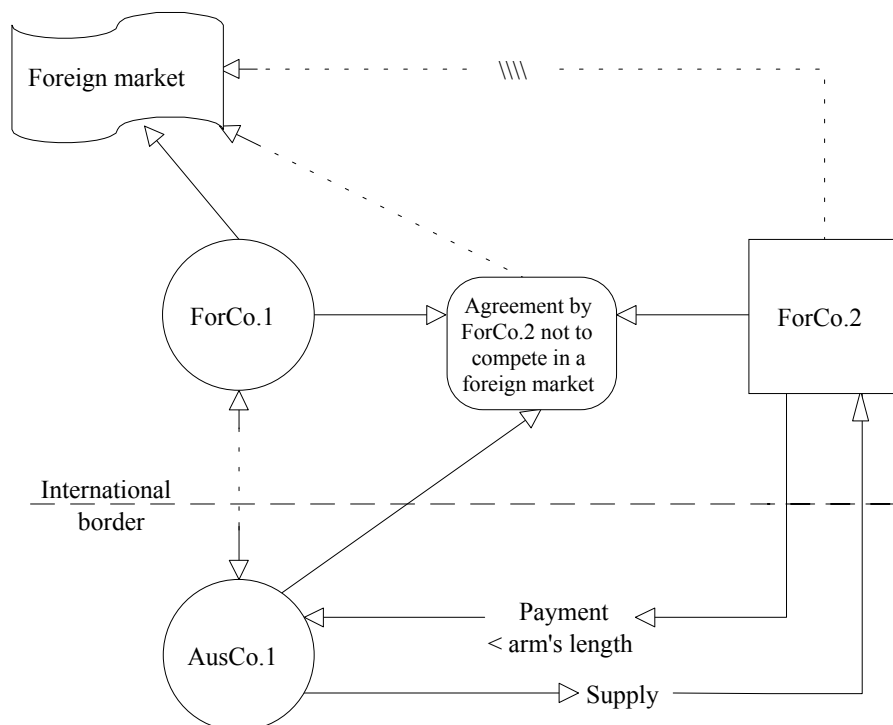 Foreign market
\\\\
ForCo.1
Agreement by
ForCo.2 not to
compete in a
foreign market
ForCo.2
International
border
Payment
< arm's length
AusCo.1
Supply